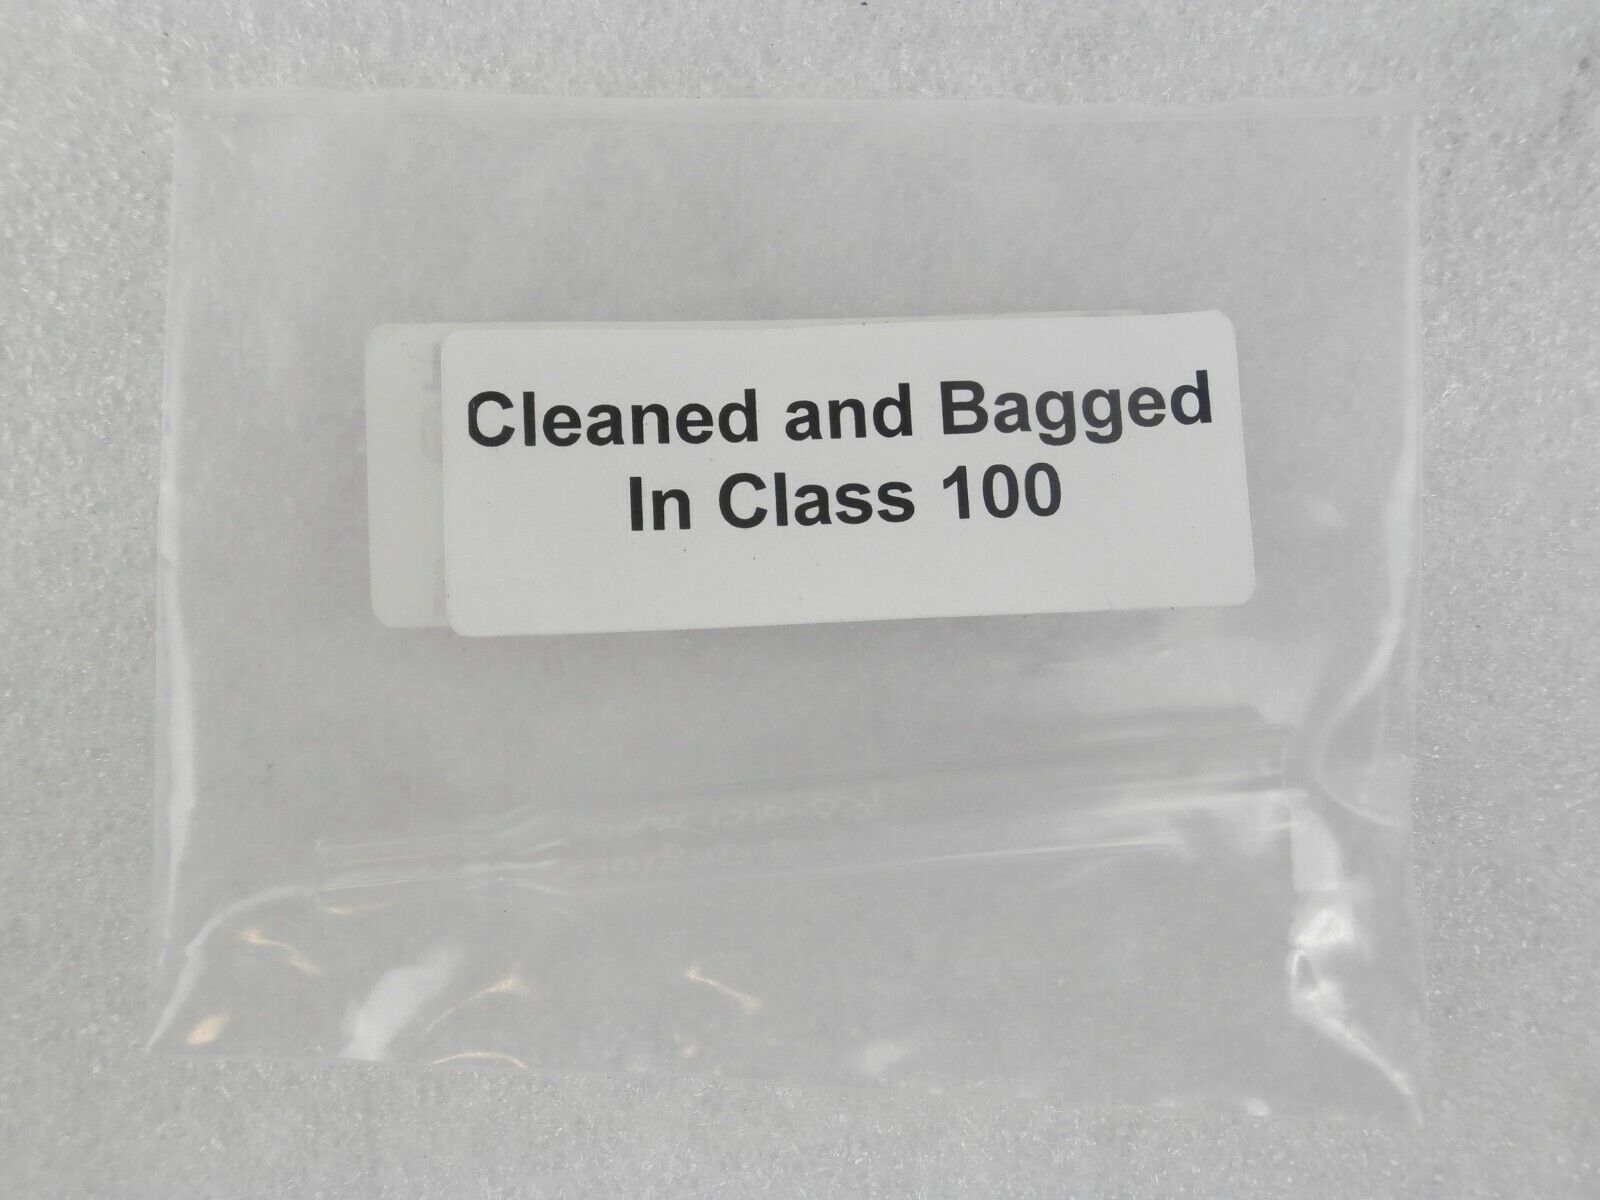 Cleaned and Bagged
In Class 100